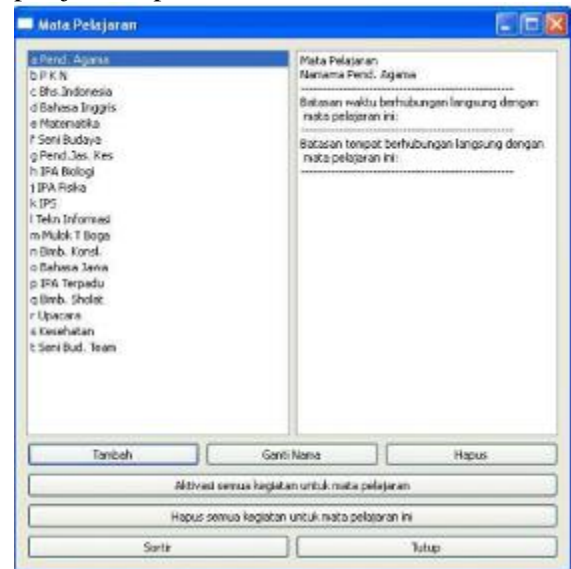 Mata Pelajaran
a Pend. Agama
b P K N
c Bhs.Indonesia
d Bahasa Inggris
e Matematika
f Seni Budaya
g Pend.Jas. Kes
h IPA Biologi
j IPA Fisika
k IPS
l Tekn Informasi
m Mulok T Boga
n Bimb. Konsl.
o Bahasa Jawa
p IPA Terpadu
q Bimb. Sholat
r Upacara
s Kesehatan
t Seni Bud. Team
Mata Pelajaran
Namama Pend. Agama
Batasan waktu berhubungan langsung dengan
mata pelajaran ini:
Batasan tempat berhubungan langsung dengan
mata pelajaran ini:
Tambah
Ganti Nama
Hapus
Aktivasi semua kegiatan untuk mata pelajaran
Hapus semua kegiatan untuk mata pelajaran ini
Sortir
Tutup